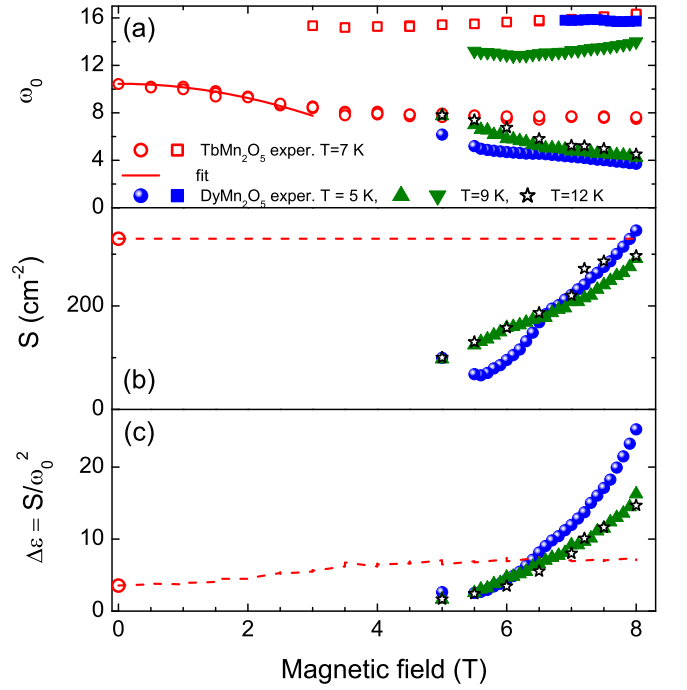 16
(a)
12
ω₀
8
TbMn₂O₅ exper. T=7 K
fit
4
DyMn₂O₅ exper. T = 5 K, T=9 K, T=12 K
0
S (cm⁻²)
200
(b)
0
(c)
20
Δε = S/ω₀²
10
0
0 2 4 6 8
Magnetic field (T)